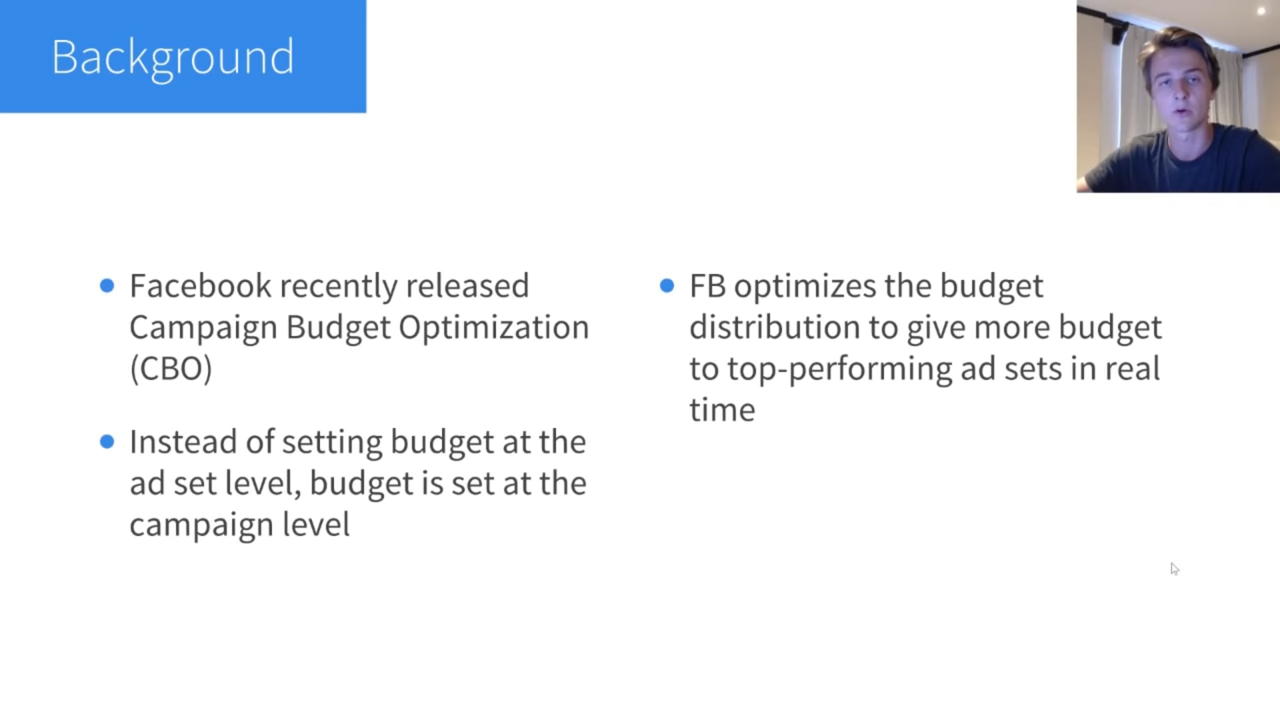 Background
Facebook recently released
Campaign Budget Optimization
(CBO)
Instead of setting budget at the
ad set level, budget is set at the
campaign level
FB optimizes the budget
distribution to give more budget
to top-performing ad sets in real
time